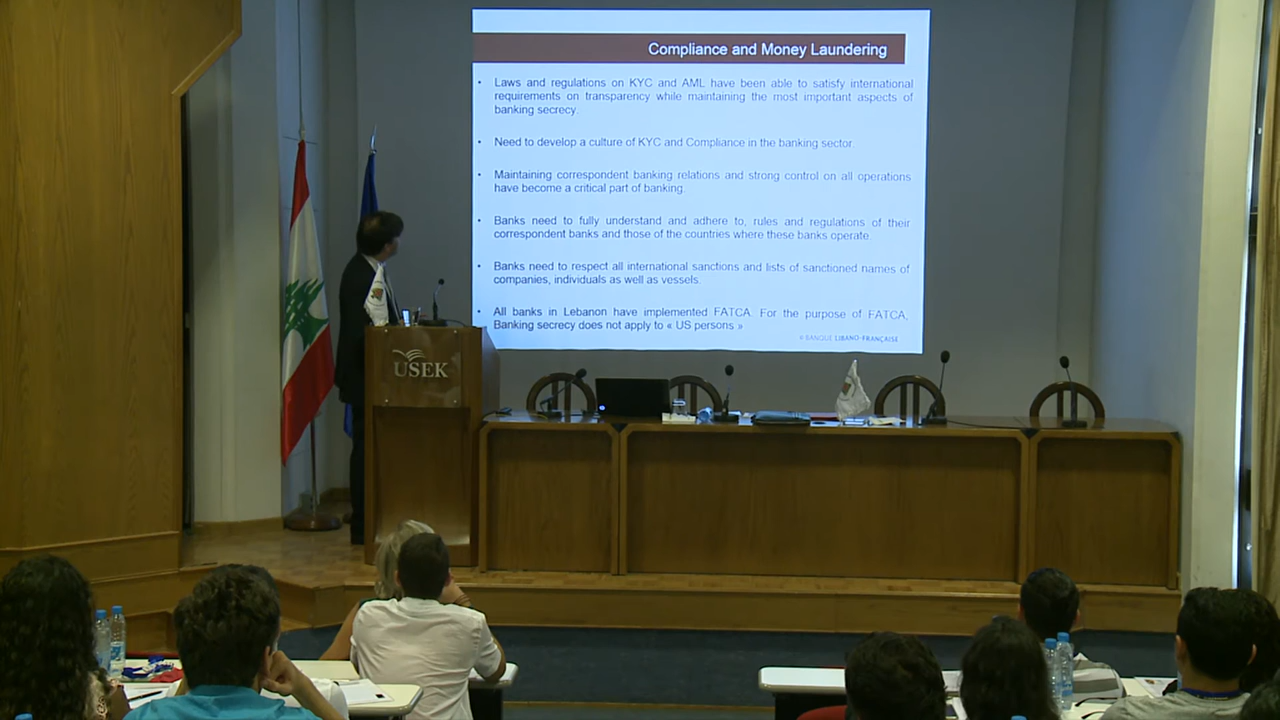 Compliance and Money Laundering
• Laws and regulations on KYC and AML have been able to satisfy international
requirements on transparency while maintaining the most important aspects of
banking secrecy.
• Need to develop a culture of KYC and Compliance in the banking sector.
• Maintaining correspondent banking relations and strong control on all operations
have become a critical part of banking.
• Banks need to fully understand and adhere to, rules and regulations of their
correspondent banks and those of the countries where these banks operate.
• Banks need to respect all international sanctions and lists of sanctioned names of
companies, individuals as well as vessels.
• All banks in Lebanon have implemented FATCA. For the purpose of FATCA,
Banking secrecy does not apply to « US persons »
BANQUE LIBANO-FRANÇAISE
USEK